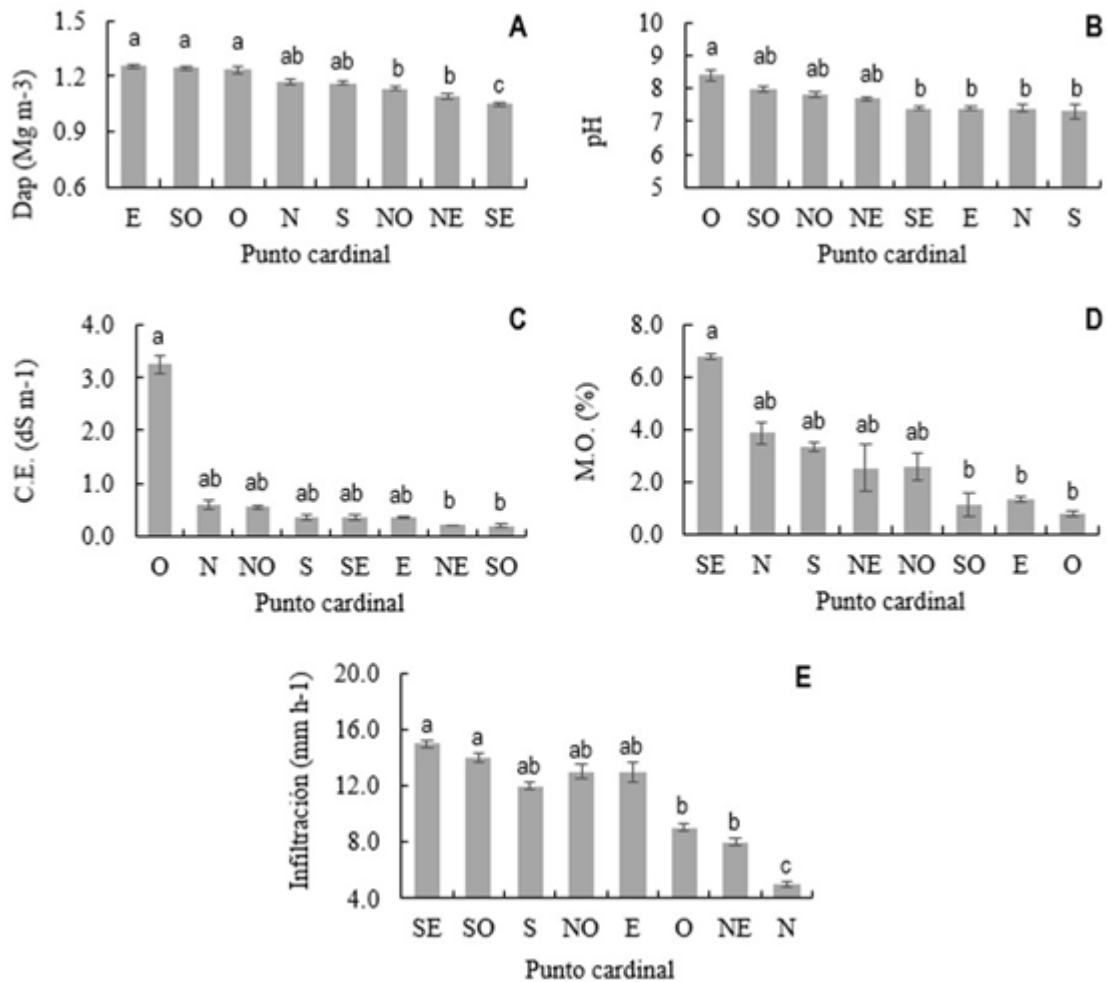 A
Dap (Mg m-3)
1.5
1.2
0.9
0.6
a a a ab ab b b c
E SO O N S NO NE SE
Punto cardinal
B
pH
10
9
8
7
6
5
a ab ab ab b b b b
O SO NO NE SE E N S
Punto cardinal
C
C.E. (dS m-1)
4.0
3.0
2.0
1.0
0.0
a ab ab ab ab ab b b
O N NO S SE E NE SO
Punto cardinal
D
M.O. (%)
8.0
6.0
4.0
2.0
0.0
a ab ab ab ab b b b
SE N S NE NO SO E O
Punto cardinal
E
Infiltración (mm h-1)
20.0
16.0
12.0
8.0
4.0
a a ab ab ab b b c
SE SO S NO E O NE N
Punto cardinal